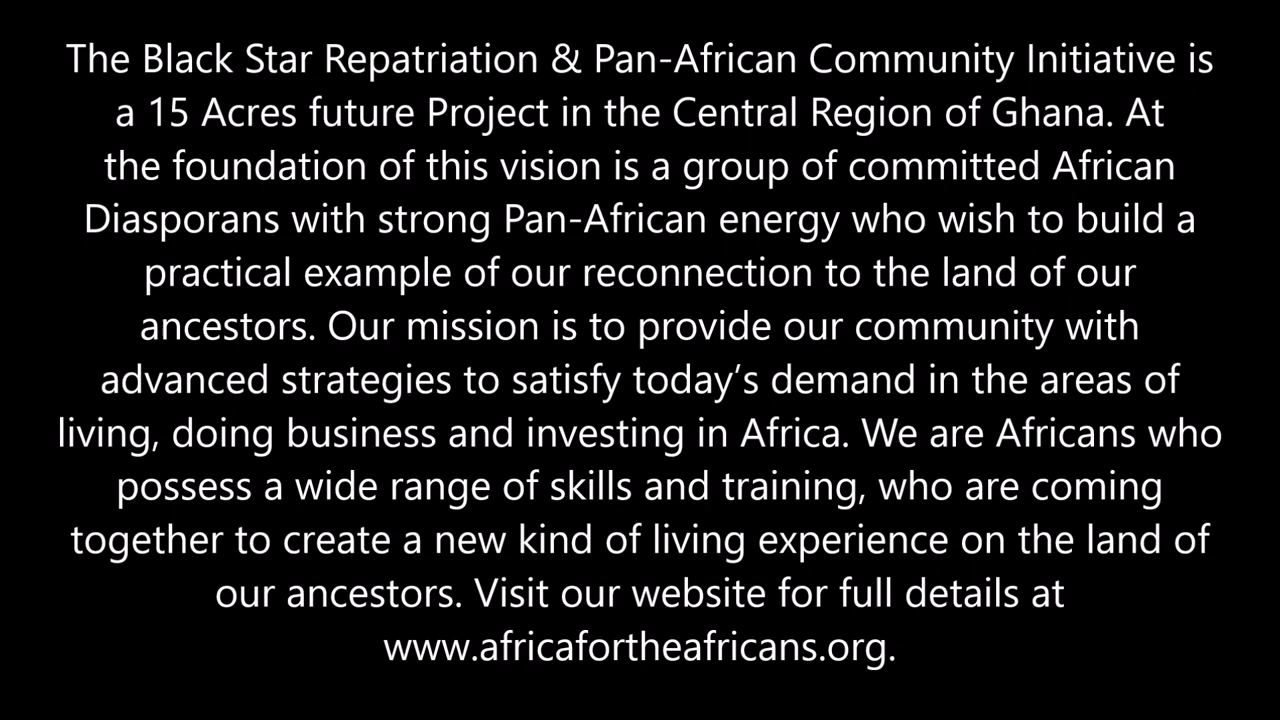 The Black Star Repatriation & Pan-African Community Initiative is
a 15 Acres future Project in the Central Region of Ghana. At
the foundation of this vision is a group of committed African
Diasporans with strong Pan-African energy who wish to build a
practical example of our reconnection to the land of our
ancestors. Our mission is to provide our community with
advanced strategies to satisfy today’s demand in the areas of
living, doing business and investing in Africa. We are Africans who
possess a wide range of skills and training, who are coming
together to create a new kind of living experience on the land of
our ancestors. Visit our website for full details at
www.africafortheafricans.org.